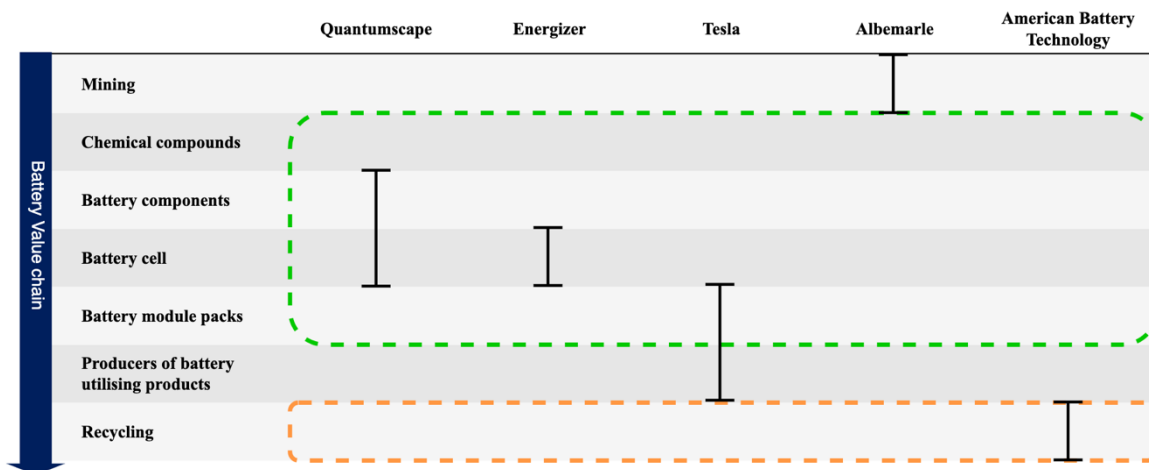 Quantumscape
Energizer
Tesla
Albemarle
American Battery
Technology
Battery Value chain
Mining
Chemical compounds
Battery components
Battery cell
Battery module packs
Producers of battery
utilising products
Recycling